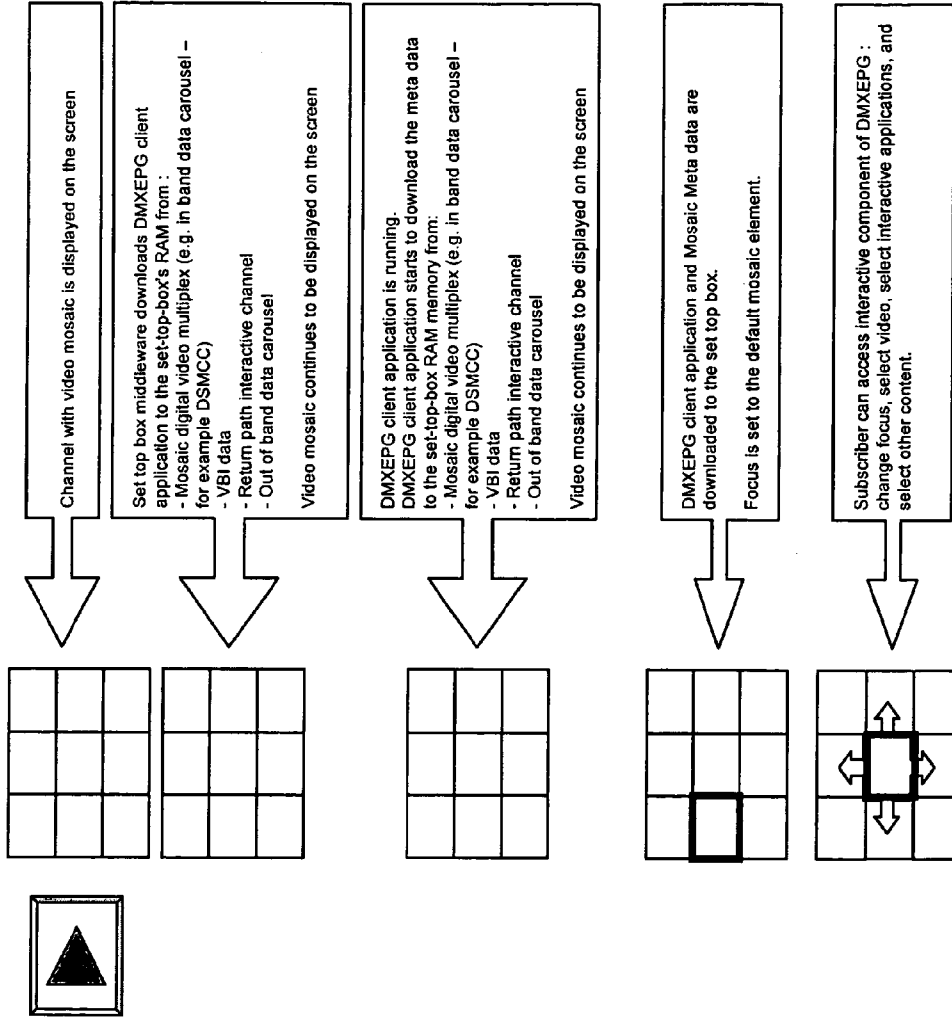 Channel with video mosaic is displayed on the screen
Set top box middleware downloads DMXEPG client
application to the set-top-box's RAM from :
- Mosaic digital video multiplex (e.g. in band data carousel –
for example DSMCC)
- VBI data
- Return path interactive channel
- Out of band data carousel
Video mosaic continues to be displayed on the screen
DMXEPG client application is running.
DMXEPG client application starts to download the meta data
to the set-top-box RAM memory from:
- Mosaic digital video multiplex (e.g. in band data carousel –
for example DSMCC)
- VBI data
- Return path interactive channel
- Out of band data carousel
Video mosaic continues to be displayed on the screen
DMXEPG client application and Mosaic Meta data are
downloaded to the set top box.
Focus is set to the default mosaic element.
Subscriber can access interactive component of DMXEPG :
change focus, select video, select interactive applications, and
select other content.